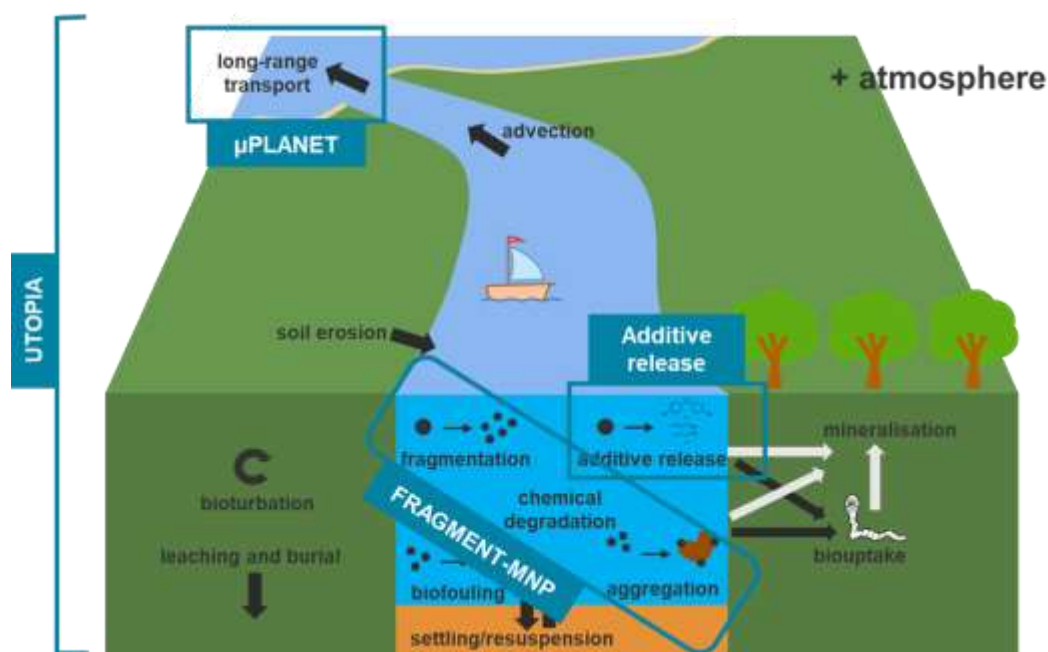 long-range
transport
+ atmosphere
µPLANET
advection
UTOPIA
soil erosion
Additive
release
fragmentation
additive release
mineralisation
bioturbation
FRAGMENT-MNP
chemical
degradation
leaching and burial
biofouling
aggregation
biouptake
settling/resuspension